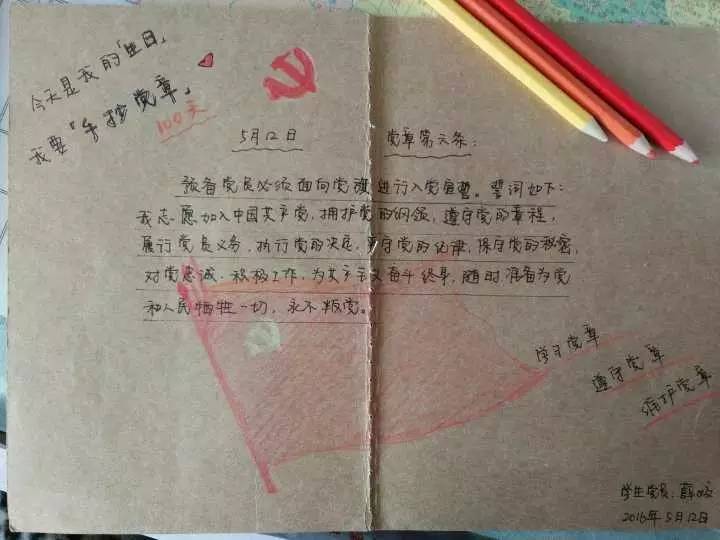 今天是我的「生日」
我要「手抄党章」
100天
5月12日
党章第六条：
预备党员必须面向党旗进行入党宣誓。誓词如下：
我志愿加入中国共产党，拥护党的纲领，遵守党的章程，
履行党员义务，执行党的决定，严守党的纪律，保守党的秘密，
对党忠诚，积极工作，为共产主义奋斗终身，随时准备为党
和人民牺牲一切，永不叛党。
学习党章
遵守党章
维护党章
学生党员：薛
2016年5月12日